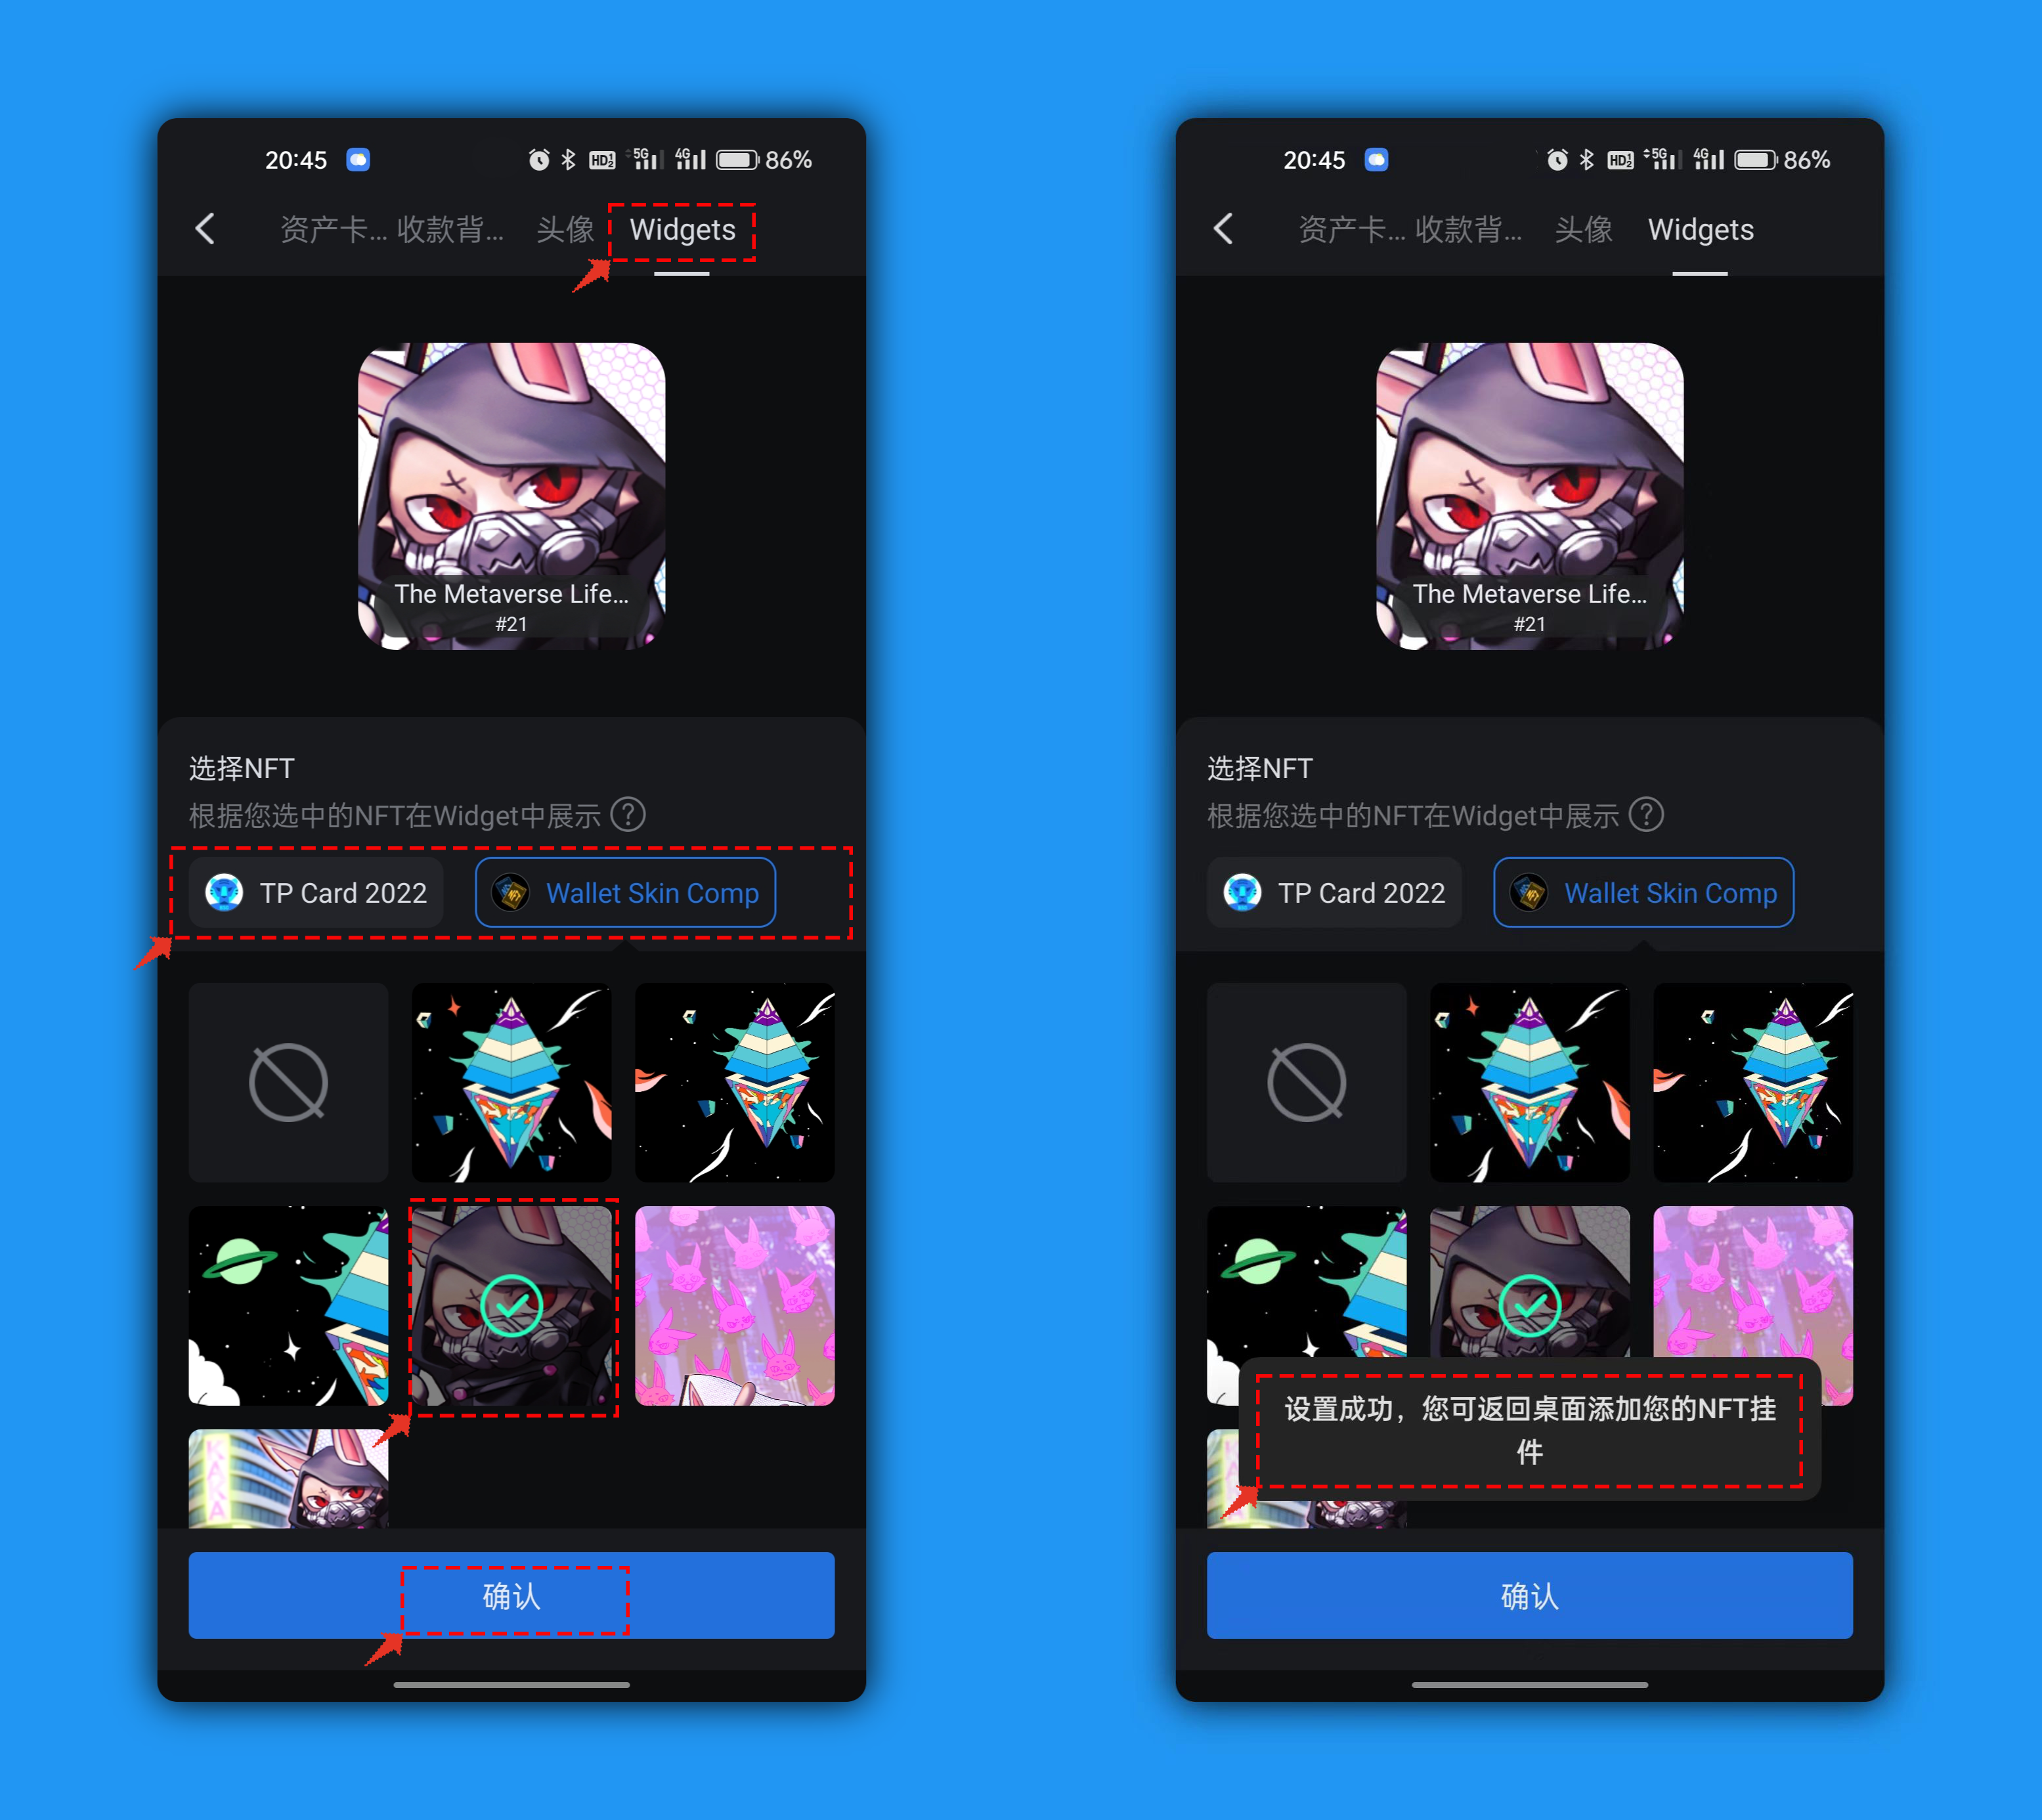 20:45
HD 1 2 5G 4G 86%
资产卡... 收款背... 头像 Widgets
The Metaverse Life...
#21
选择NFT
根据您选中的NFT在Widget中展示 ?
TP Card 2022 Wallet Skin Comp
KAKA
确认
20:45
HD 1 2 5G 4G 86%
资产卡... 收款背... 头像 Widgets
The Metaverse Life...
#21
选择NFT
根据您选中的NFT在Widget中展示 ?
TP Card 2022 Wallet Skin Comp
设置成功，您可返回桌面添加您的NFT挂
件
确认